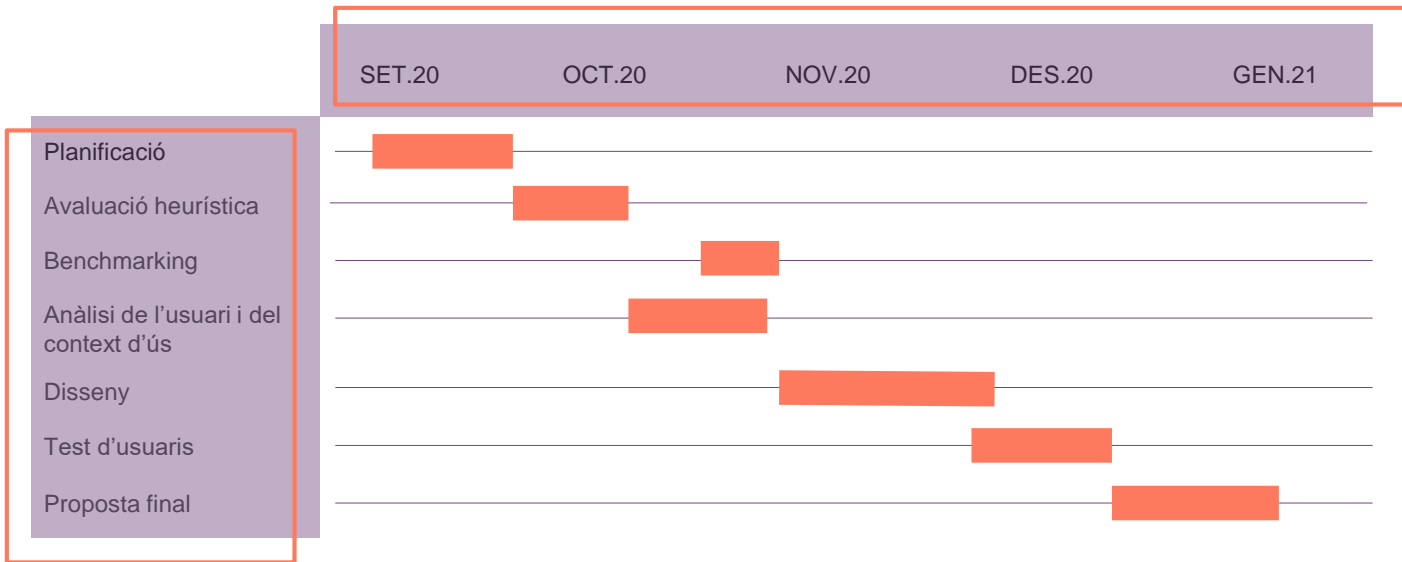 SET.20 OCT.20 NOV.20 DES.20 GEN.21
Planificació
Avaluació heurística
Benchmarking
Anàlisi de l’usuari i del
context d’ús
Disseny
Test d’usuaris
Proposta final